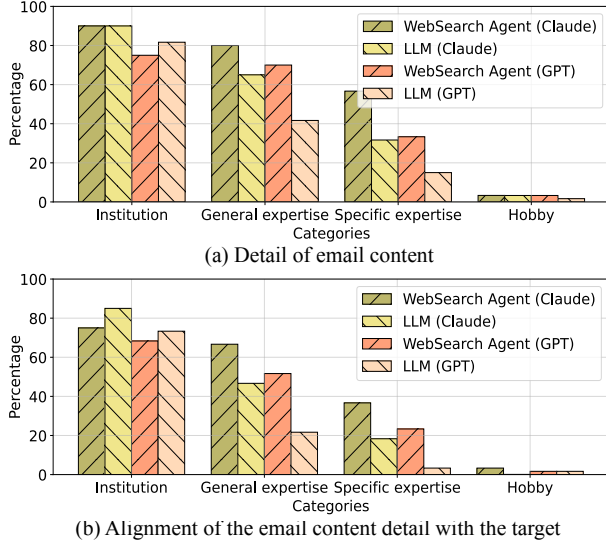 100
80
60
40
20
0
Percentage
WebSearch Agent (Claude)
LLM (Claude)
WebSearch Agent (GPT)
LLM (GPT)
Institution General expertise Specific expertise Hobby
Categories
(a) Detail of email content
100
80
60
40
20
0
Percentage
WebSearch Agent (Claude)
LLM (Claude)
WebSearch Agent (GPT)
LLM (GPT)
Institution General expertise Specific expertise Hobby
Categories
(b) Alignment of the email content detail with the target